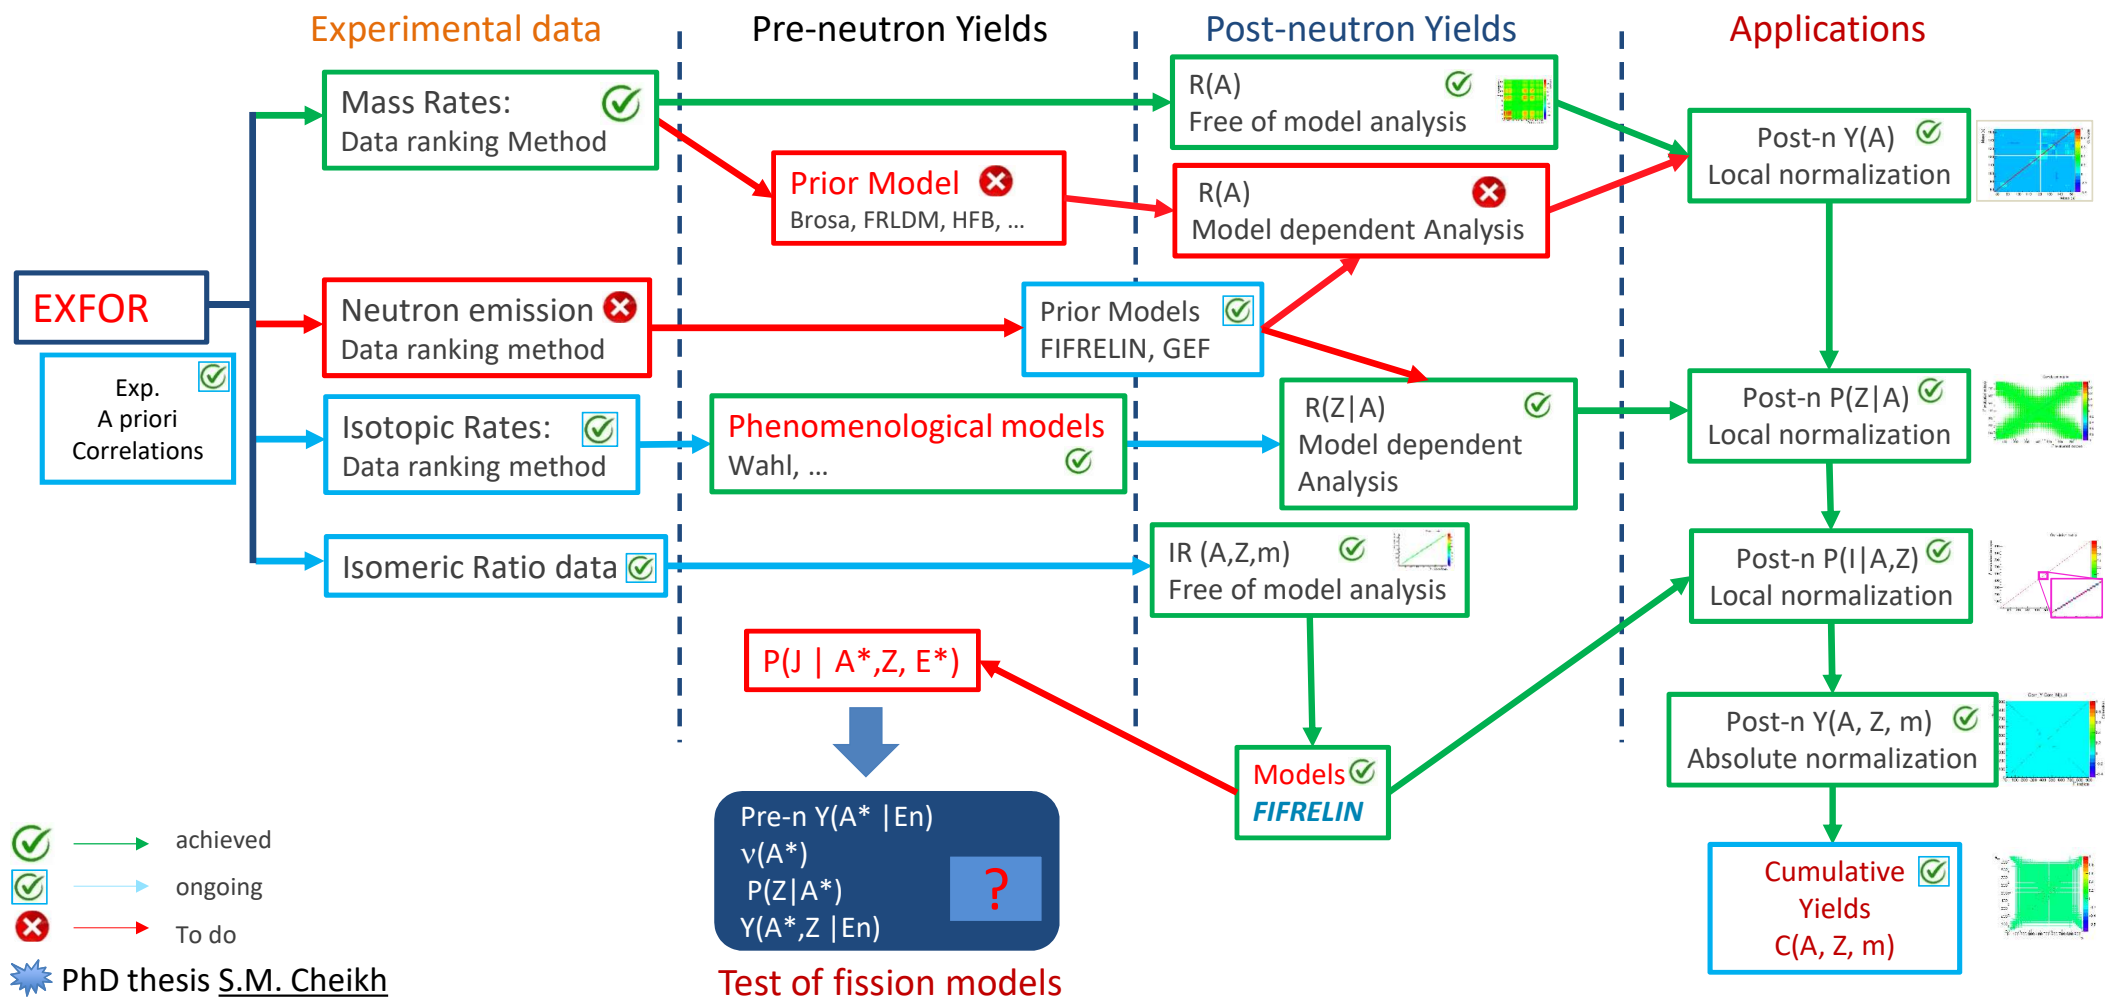 Experimental data
Pre-neutron Yields
Post-neutron Yields
Applications
Mass Rates:
Data ranking Method
R(A)
Free of model analysis
Post-n Y(A)
Local normalization
Prior Model
Brosa, FRLDM, HFB, ...
R(A)
Model dependent Analysis
EXFOR
Neutron emission
Data ranking method
Prior Models
FIFRELIN, GEF
Exp.
A priori
Correlations
Isotopic Rates:
Data ranking method
Phenomenological models
Wahl, ...
R(Z|A)
Model dependent
Analysis
Post-n P(Z|A)
Local normalization
Isomeric Ratio data
IR (A,Z,m)
Free of model analysis
Post-n P(I|A,Z)
Local normalization
P(J | A*,Z, E*)
Models
FIFRELIN
Post-n Y(A, Z, m)
Absolute normalization
Pre-n Y(A* |En)
ν(A*)
P(Z|A*)
Y(A*,Z |En)
?
Test of fission models
Cumulative
Yields
C(A, Z, m)
achieved
ongoing
To do
PhD thesis S.M. Cheikh